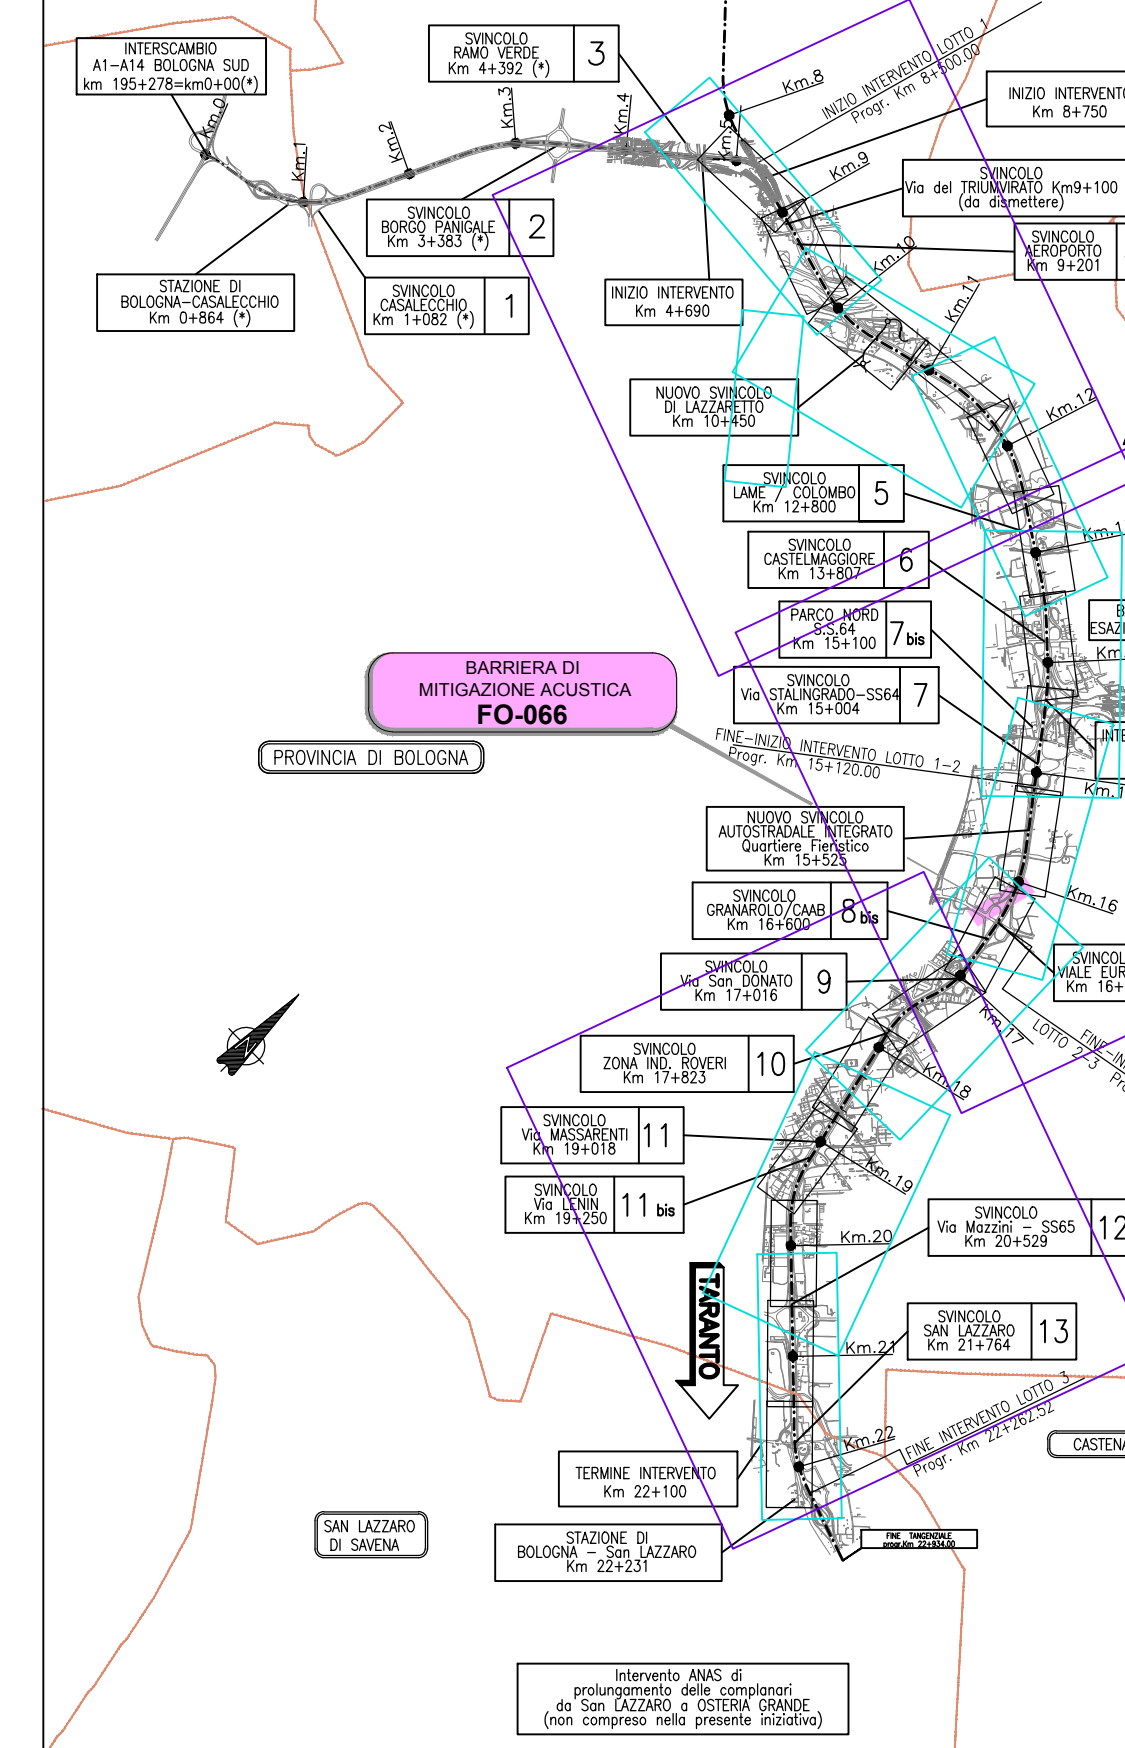 INTERSCAMBIO
A1-A14 BOLOGNA SUD
km 195+278=km0+00(*)
SVINCOLO
RAMO VERDE
Km 4+392 (*)
3
Km.0
Km.1
Km.2
Km.3
Km.4
Km.5
Km.8
INIZIO INTERVENTO LOTTO 1
Progr. Km 8+500.00
INIZIO INTERVENTO
Km 8+750
Km.9
SVINCOLO
Via del TRIUMVIRATO Km9+100
(da dismettere)
SVINCOLO
BORGO PANIGALE
Km 3+383 (*)
2
SVINCOLO
AEROPORTO
Km 9+201
Km.10
Km.11
STAZIONE DI
BOLOGNA-CASALECCHIO
Km 0+864 (*)
SVINCOLO
CASALECCHIO
Km 1+082 (*)
1
INIZIO INTERVENTO
Km 4+690
NUOVO SVINCOLO
DI LAZZARETTO
Km 10+450
Km.12
SVINCOLO
LAME / COLOMBO
Km 12+800
5
SVINCOLO
CASTELMAGGIORE
Km 13+807
6
PARCO NORD
S.S.64
Km 15+100
7 bis
BARRIERA DI
MITIGAZIONE ACUSTICA
FO-066
SVINCOLO
Via STALINGRADO-SS64
Km 15+004
7
PROVINCIA DI BOLOGNA
FINE-INIZIO INTERVENTO LOTTO 1-2
Progr. Km 15+120.00
NUOVO SVINCOLO
AUTOSTRADALE INTEGRATO
Quartiere Fieristico
Km 15+525
Km.16
SVINCOLO
GRANAROLO/CAAB
Km 16+600
8 bis
SVINCOLO
Via San DONATO
Km 17+016
9
Km.17
LOTTO 2-3
SVINCOLO
ZONA IND. ROVERI
Km 17+823
10
Km.18
SVINCOLO
Via MASSARENTI
Km 19+018
11
Km.19
SVINCOLO
Via LENIN
Km 19+250
11 bis
Km.20
SVINCOLO
Via Mazzini - SS65
Km 20+529
12
TARANTO
SVINCOLO
SAN LAZZARO
Km 21+764
13
Km.21
FINE INTERVENTO LOTTO 3
Progr. Km 22+262.52
Km.22
TERMINE INTERVENTO
Km 22+100
SAN LAZZARO
DI SAVENA
STAZIONE DI
BOLOGNA - San LAZZARO
Km 22+231
FINE TANGENZIALE
progr.Km 22+934.00
Intervento ANAS di
prolungamento delle complanari
da San LAZZARO a OSTERIA GRANDE
(non compreso nella presente iniziativa)